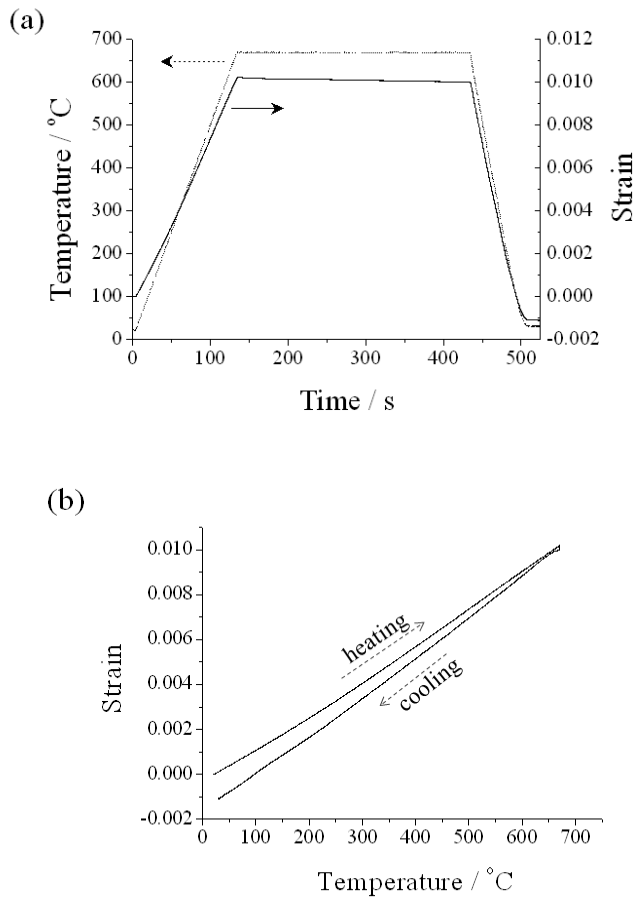 (a)
700
600
500
400
300
200
100
0
Temperature / °C
0.012
0.010
0.008
0.006
0.004
0.002
0.000
-0.002
Strain
0 100 200 300 400 500
Time / s
(b)
0.010
0.008
0.006
0.004
0.002
0.000
-0.002
Strain
heating
cooling
0 100 200 300 400 500 600 700
Temperature / °C